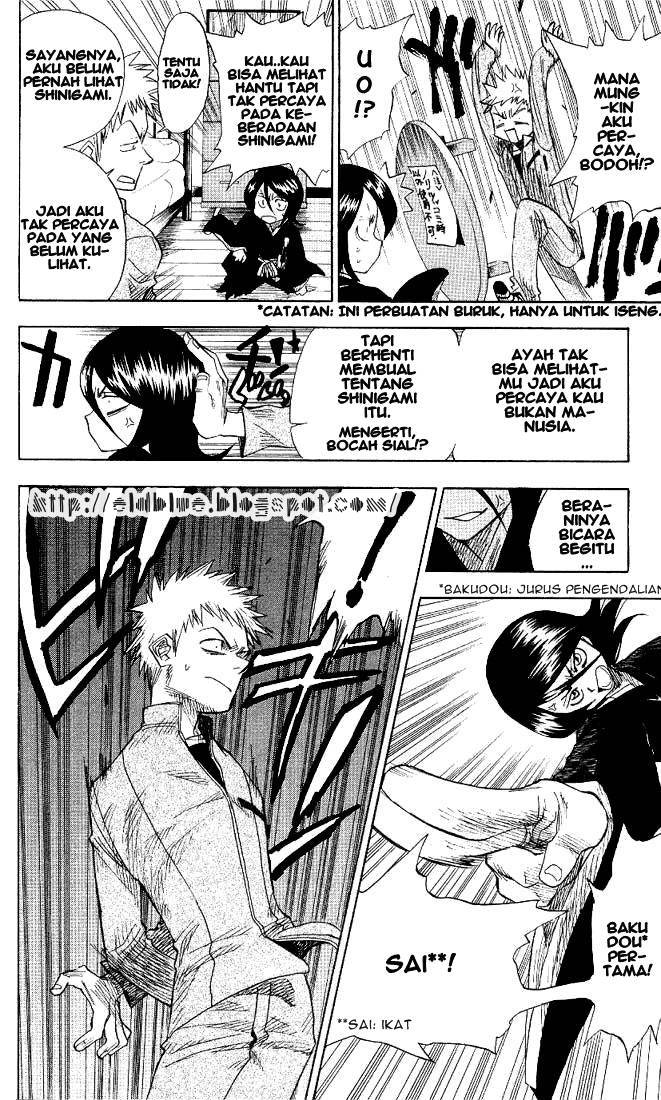 MANA
MUNG-
KIN AKU
PER-
CAYA,
BODOH!?
UO!?
KAU..KAU
BISA MELIHAT
HANTU TAPI
TAK PERCAYA
PADA KE-
BERADAAN
SHINIGAMI!
TENTU
SAJA
TIDAK!
SAYANGNYA,
AKU BELUM
PERNAH LIHAT
SHINIGAMI.
JADI AKU
TAK PERCAYA
PADA YANG
BELUM KU-
LIHAT.
*CATATAN: INI PERBUATAN BURUK, HANYA UNTUK ISENG.
AYAH TAK
BISA MELIHAT-
MU JADI AKU
PERCAYA KAU
BUKAN MA-
NUSIA.
TAPI
BERHENTI
MEMBUAL
TENTANG
SHINIGAMI
ITU.
MENGERTI,
BOCAH SIAL!?
BERA-
NINYA
BICARA
BEGITU
...
*BAKUDOU: JURUS PENGENDALIAN
BAKU
DOU*
PER-
TAMA!
SAI**!
**SAI: IKAT
http://eldblue.blogspot.com/